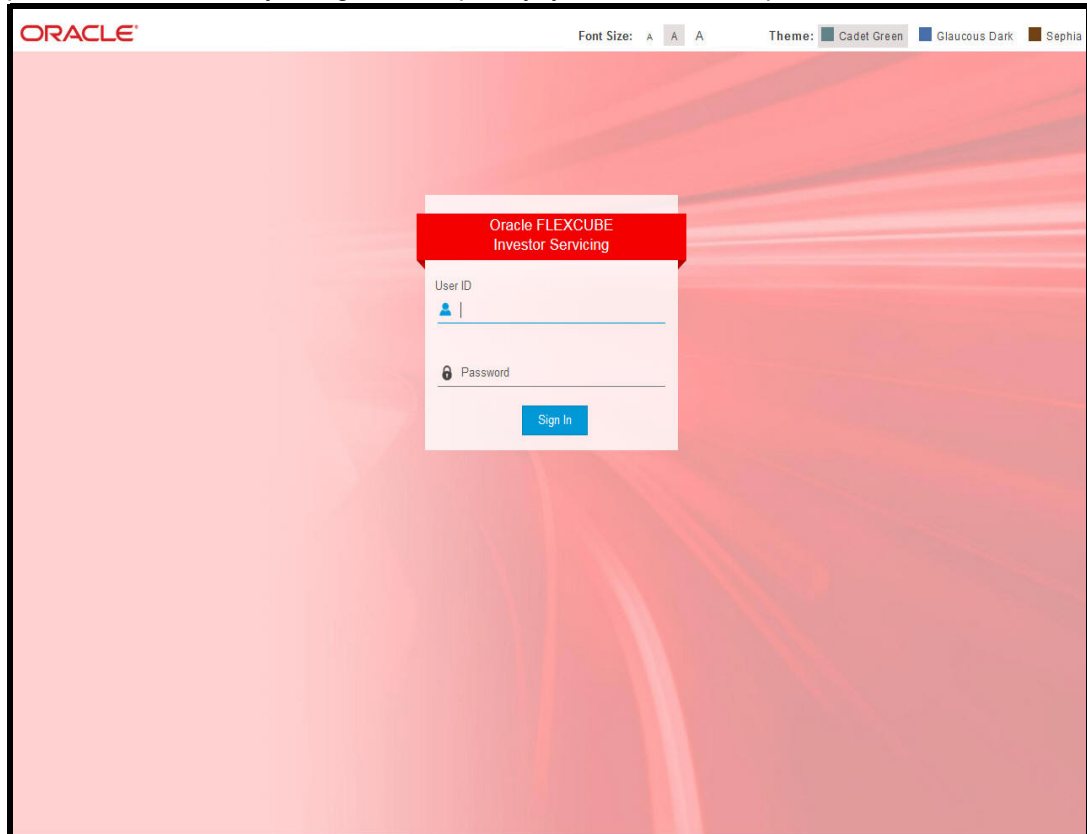 ORACLE®
Font Size: A A A Theme: Cadet Green Glaucous Dark Sephia
Oracle FLEXCUBE
Investor Servicing
User ID
Password
Sign In